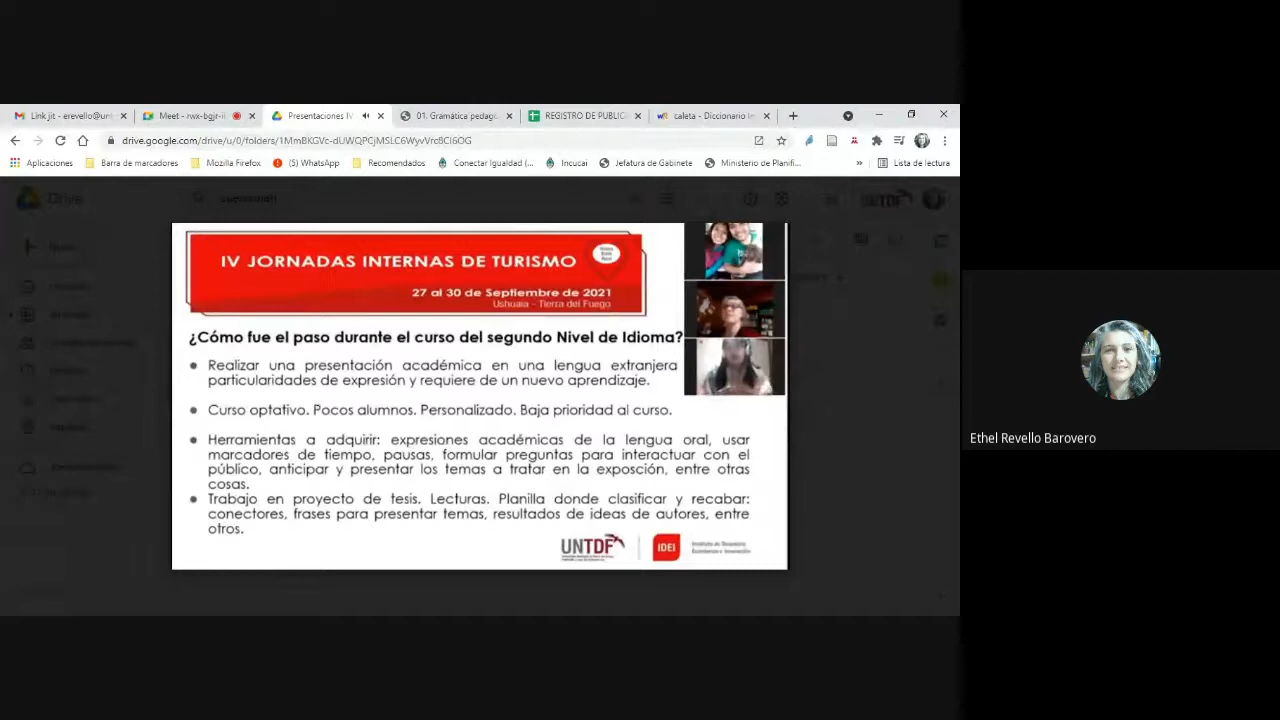 Link jit - erevello@un
Meet - rwx-bgjr-i
Presentaciones IV
01. Gramática pedag
REGISTRO DE PUBLIC
caleta - Diccionario In
drive.google.com/drive/u/0/folders/1MmBKGVc-dUWQPCjMSLC6WyvVrc8Cl6OG
Aplicaciones
Barra de marcadores
Mozilla Firefox
(5) WhatsApp
Recomendados
Conectar Igualdad (...
Incucai
Jefatura de Gabinete
Ministerio de Planifi...
»
Lista de lectura
Drive
UNTDF
IV JORNADAS INTERNAS DE TURISMO
27 al 30 de Septiembre de 2021
Ushuaia - Tierra del Fuego
¿Cómo fue el paso durante el curso del segundo Nivel de Idioma?
Realizar una presentación académica en una lengua extranjera
particularidades de expresión y requiere de un nuevo aprendizaje.
Curso optativo. Pocos alumnos. Personalizado. Baja prioridad al curso.
Herramientas a adquirir: expresiones académicas de la lengua oral, usar
marcadores de tiempo, pausas, formular preguntas para interactuar con el
público, anticipar y presentar los temas a tratar en la exposción, entre otras
cosas.
Trabajo en proyecto de tesis. Lecturas. Planilla donde clasificar y recabar:
conectores, frases para presentar temas, resultados de ideas de autores, entre
otros.
UNTDF
IDEI
Ethel Revello Barovero